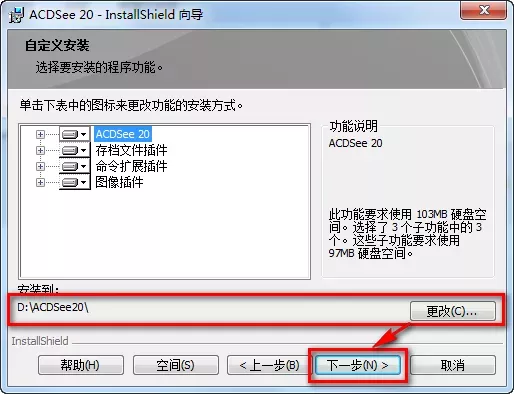 ACDSee 20 - InstallShield 向导
自定义安装
选择要安装的程序功能。
单击下表中的图标来更改功能的安装方式。
ACDSee 20
存档文件插件
命令扩展插件
图像插件
功能说明
ACDSee 20
此功能要求使用 103MB 硬盘空
间。选择了 3 个子功能中的 3
个。这些子功能要求使用
97MB 硬盘空间。
安装到:
D:\ACDSee20\
更改(C)...
InstallShield
帮助(H)
空间(S)
< 上一步(B)
下一步(N) >
取消